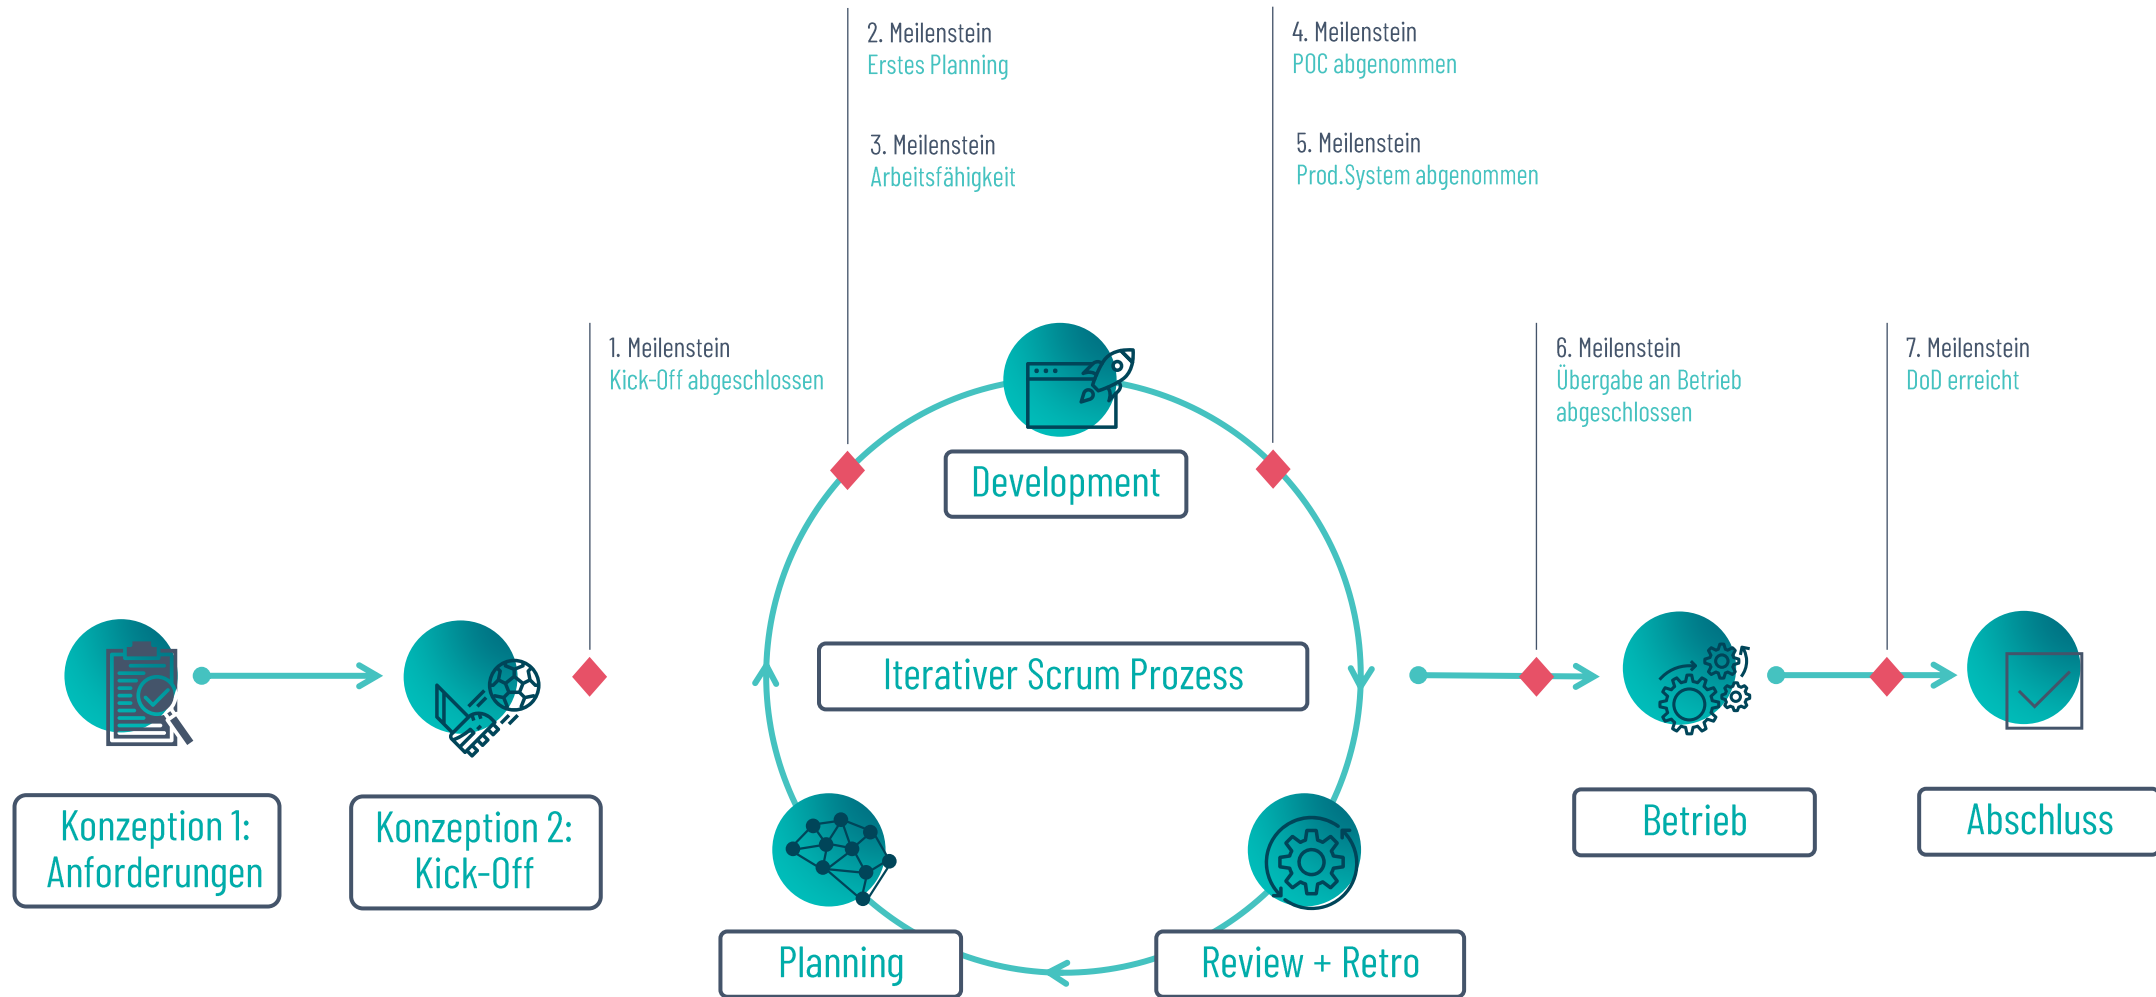 2. Meilenstein
Erstes Planning
3. Meilenstein
Arbeitsfähigkeit
4. Meilenstein
POC abgenommen
5. Meilenstein
Prod.System abgenommen
1. Meilenstein
Kick-Off abgeschlossen
6. Meilenstein
Übergabe an Betrieb
abgeschlossen
7. Meilenstein
DoD erreicht
Development
Iterativer Scrum Prozess
Konzeption 1:
Anforderungen
Konzeption 2:
Kick-Off
Betrieb
Abschluss
Planning
Review + Retro